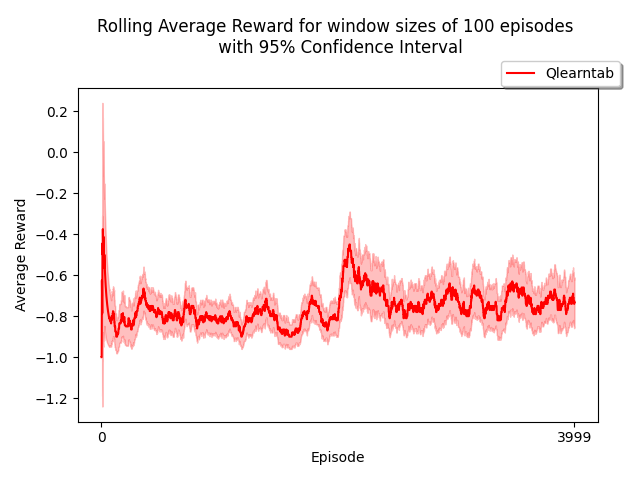 Rolling Average Reward for window sizes of 100 episodes
with 95% Confidence Interval
Qlearntab
0.2
0.0
−0.2
−0.4
−0.6
−0.8
−1.0
−1.2
Average Reward
0
3999
Episode